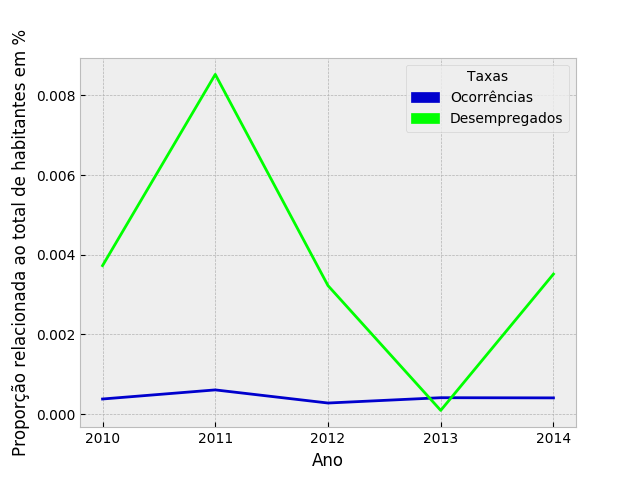 Proporção relacionada ao total de habitantes em %
0.008
0.006
0.004
0.002
0.000
Taxas
Ocorrências
Desempregados
2010 2011 2012 2013 2014
Ano